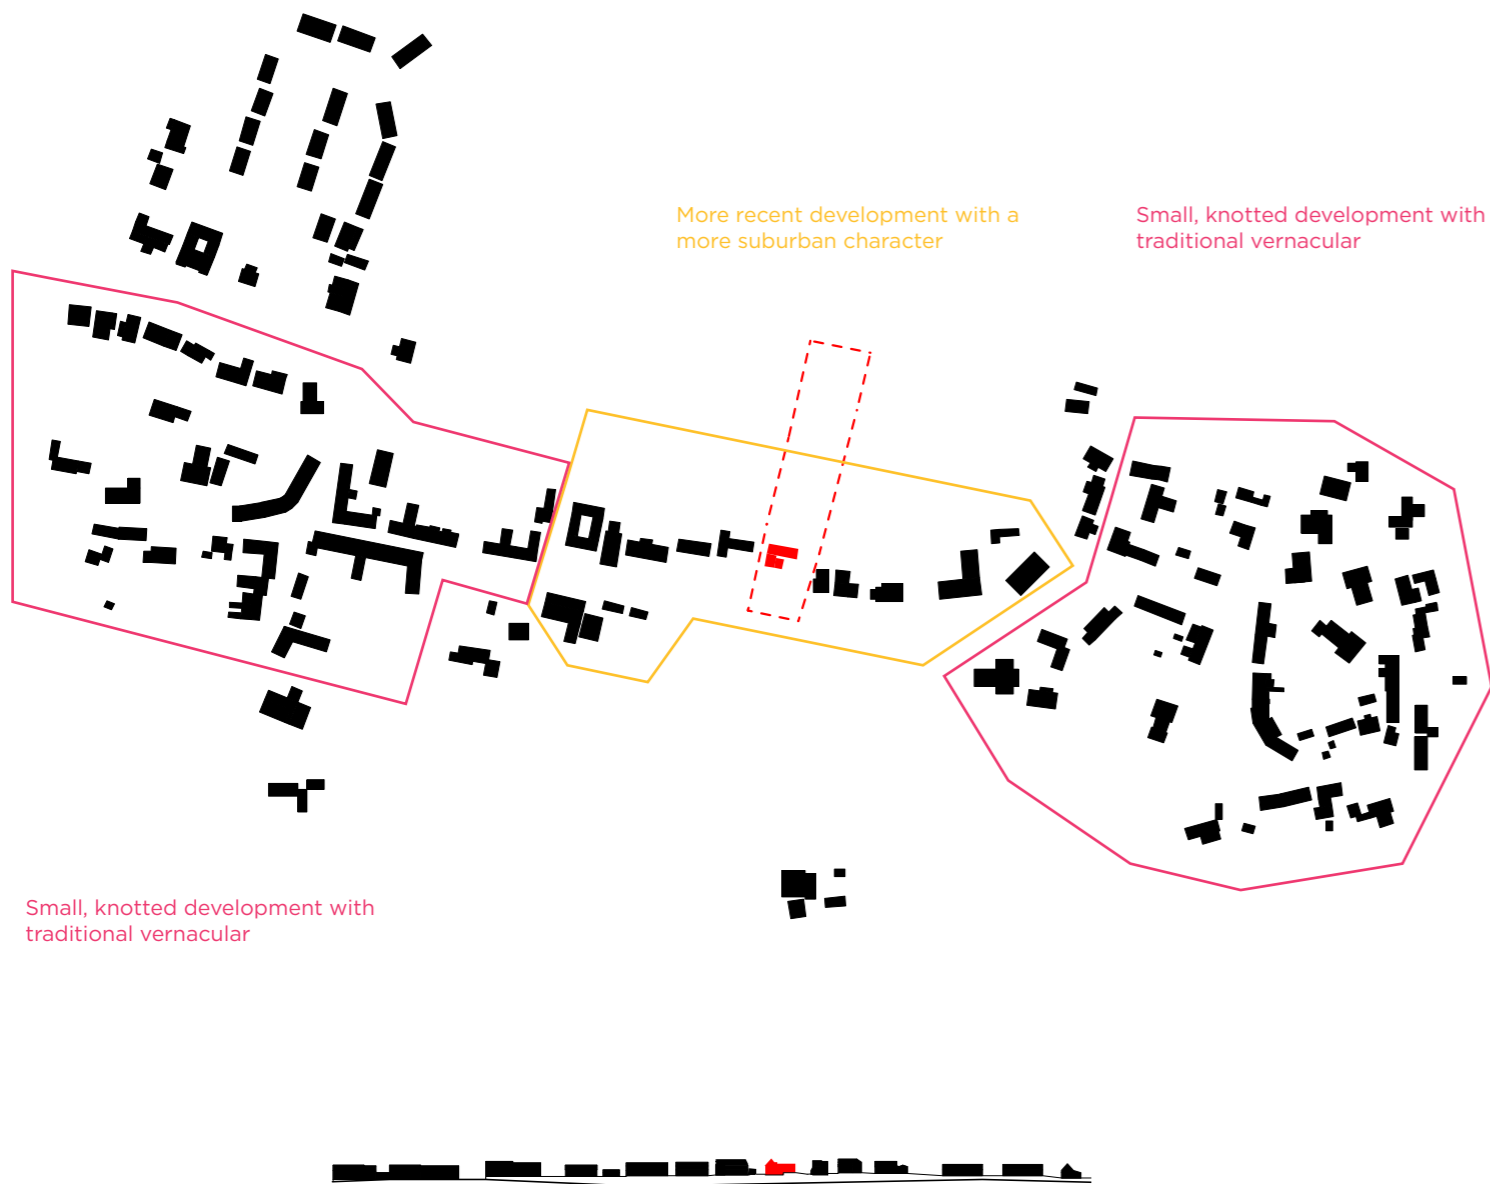 More recent development with a
more suburban character
Small, knotted development with
traditional vernacular
Small, knotted development with
traditional vernacular